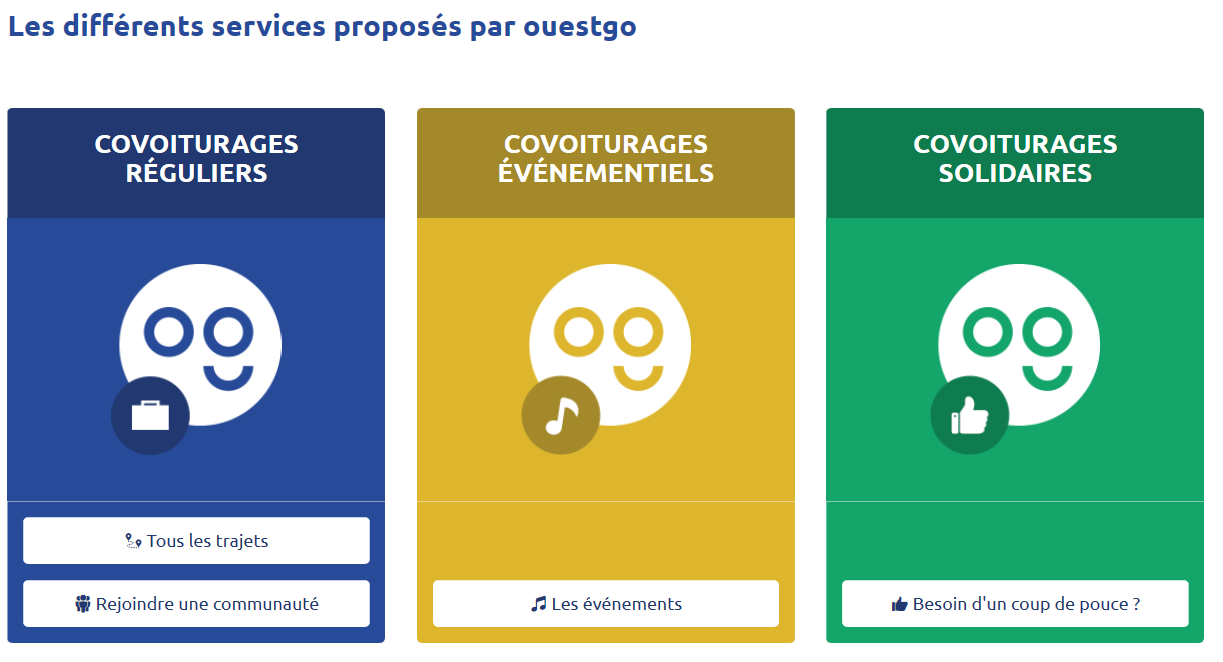 Les différents services proposés par ouestgo
COVOITURAGES
RÉGULIERS
Tous les trajets
Rejoindre une communauté
COVOITURAGES
ÉVÉNEMENTIELS
Les événements
COVOITURAGES
SOLIDAIRES
Besoin d'un coup de pouce ?